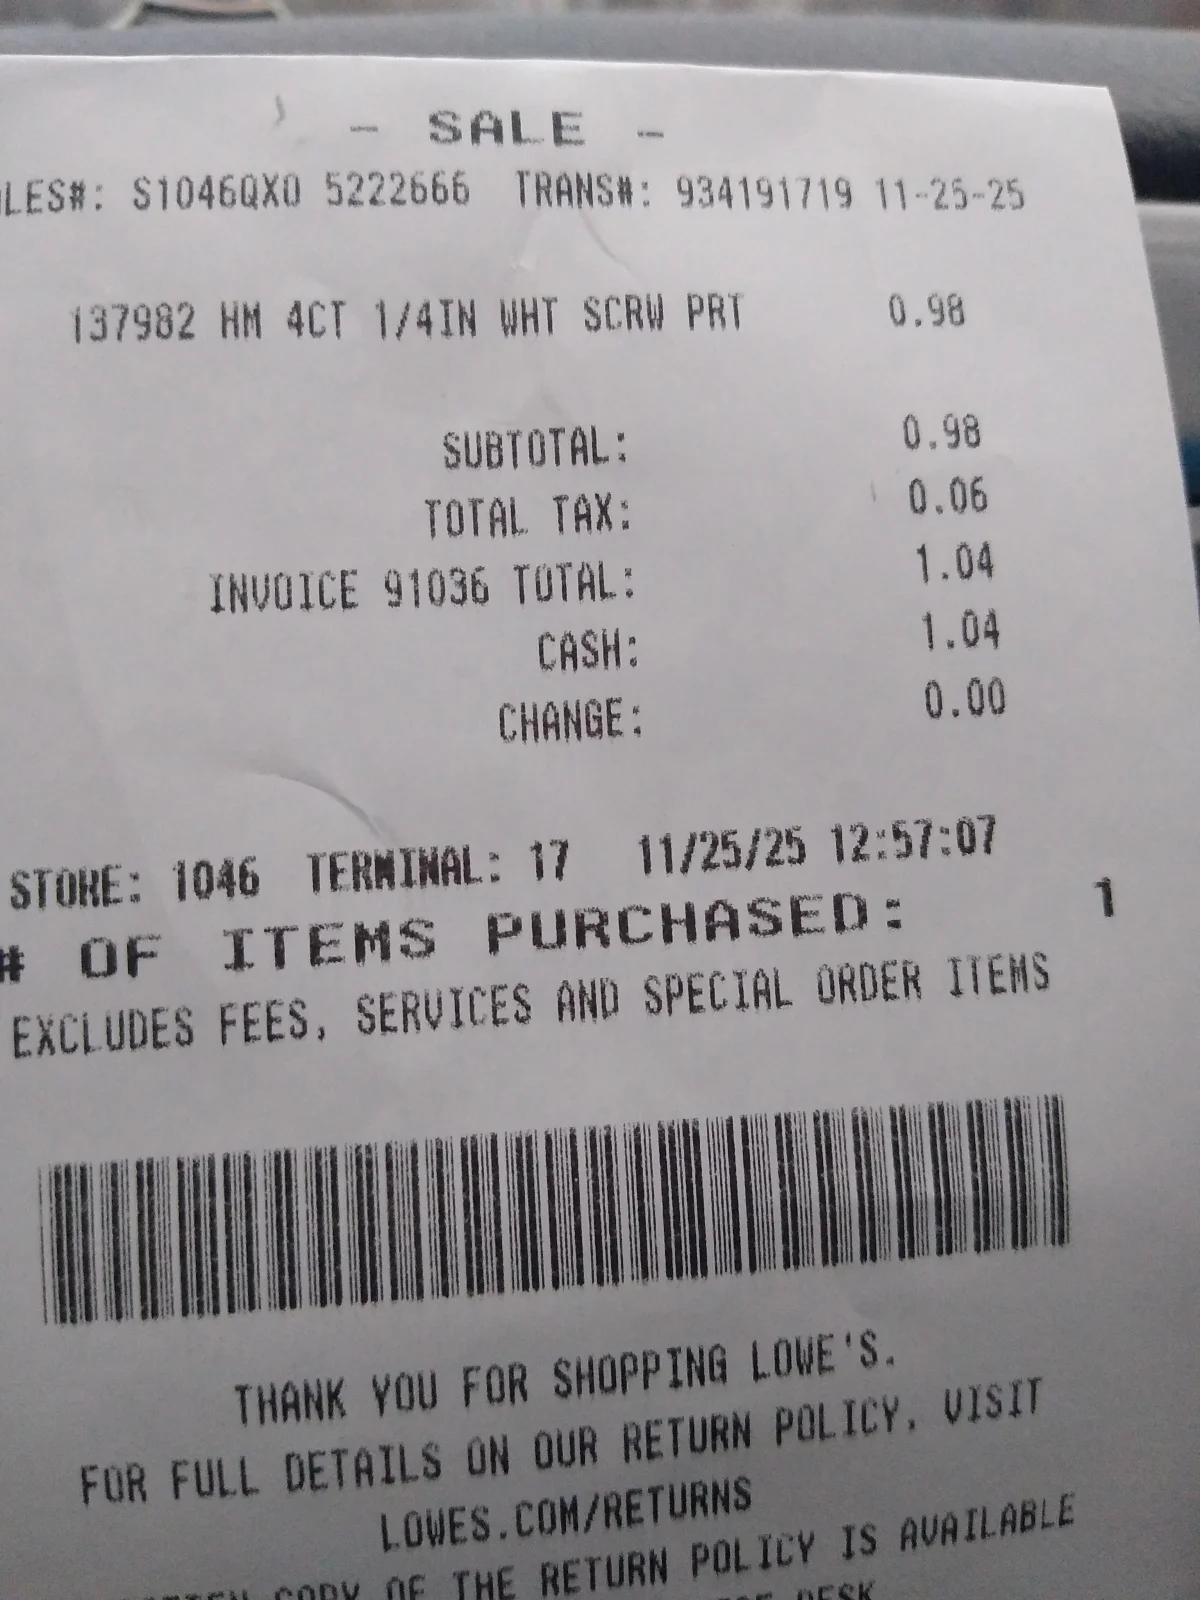 - SALE -
LES#: S1046QX0 5222666 TRANS#: 934191719 11-25-25
137982 HM 4CT 1/4IN WHT SCRW PRT 0.98
SUBTOTAL: 0.98
TOTAL TAX: 0.06
INVOICE 91036 TOTAL: 1.04
CASH: 1.04
CHANGE: 0.00
STORE: 1046 TERMINAL: 17 11/25/25 12:57:07
# OF ITEMS PURCHASED: 1
EXCLUDES FEES, SERVICES AND SPECIAL ORDER ITEMS
THANK YOU FOR SHOPPING LOWE'S.
FOR FULL DETAILS ON OUR RETURN POLICY, VISIT
LOWES.COM/RETURNS
COPY OF THE RETURN POLICY IS AVAILABLE
DESK